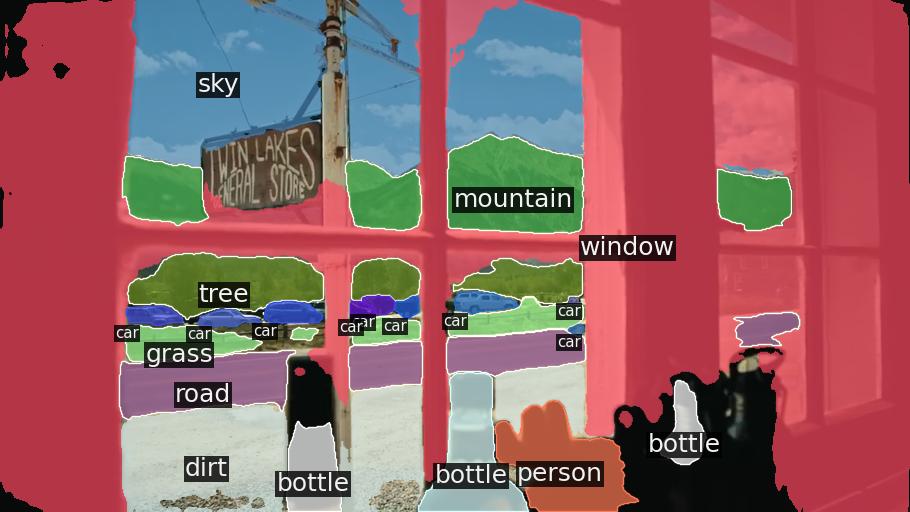 sky
TWIN LAKES
GENERAL STORE
mountain
window
tree
car
car
car
car
car
car
car
car
car
grass
road
dirt
bottle
bottle
person
bottle